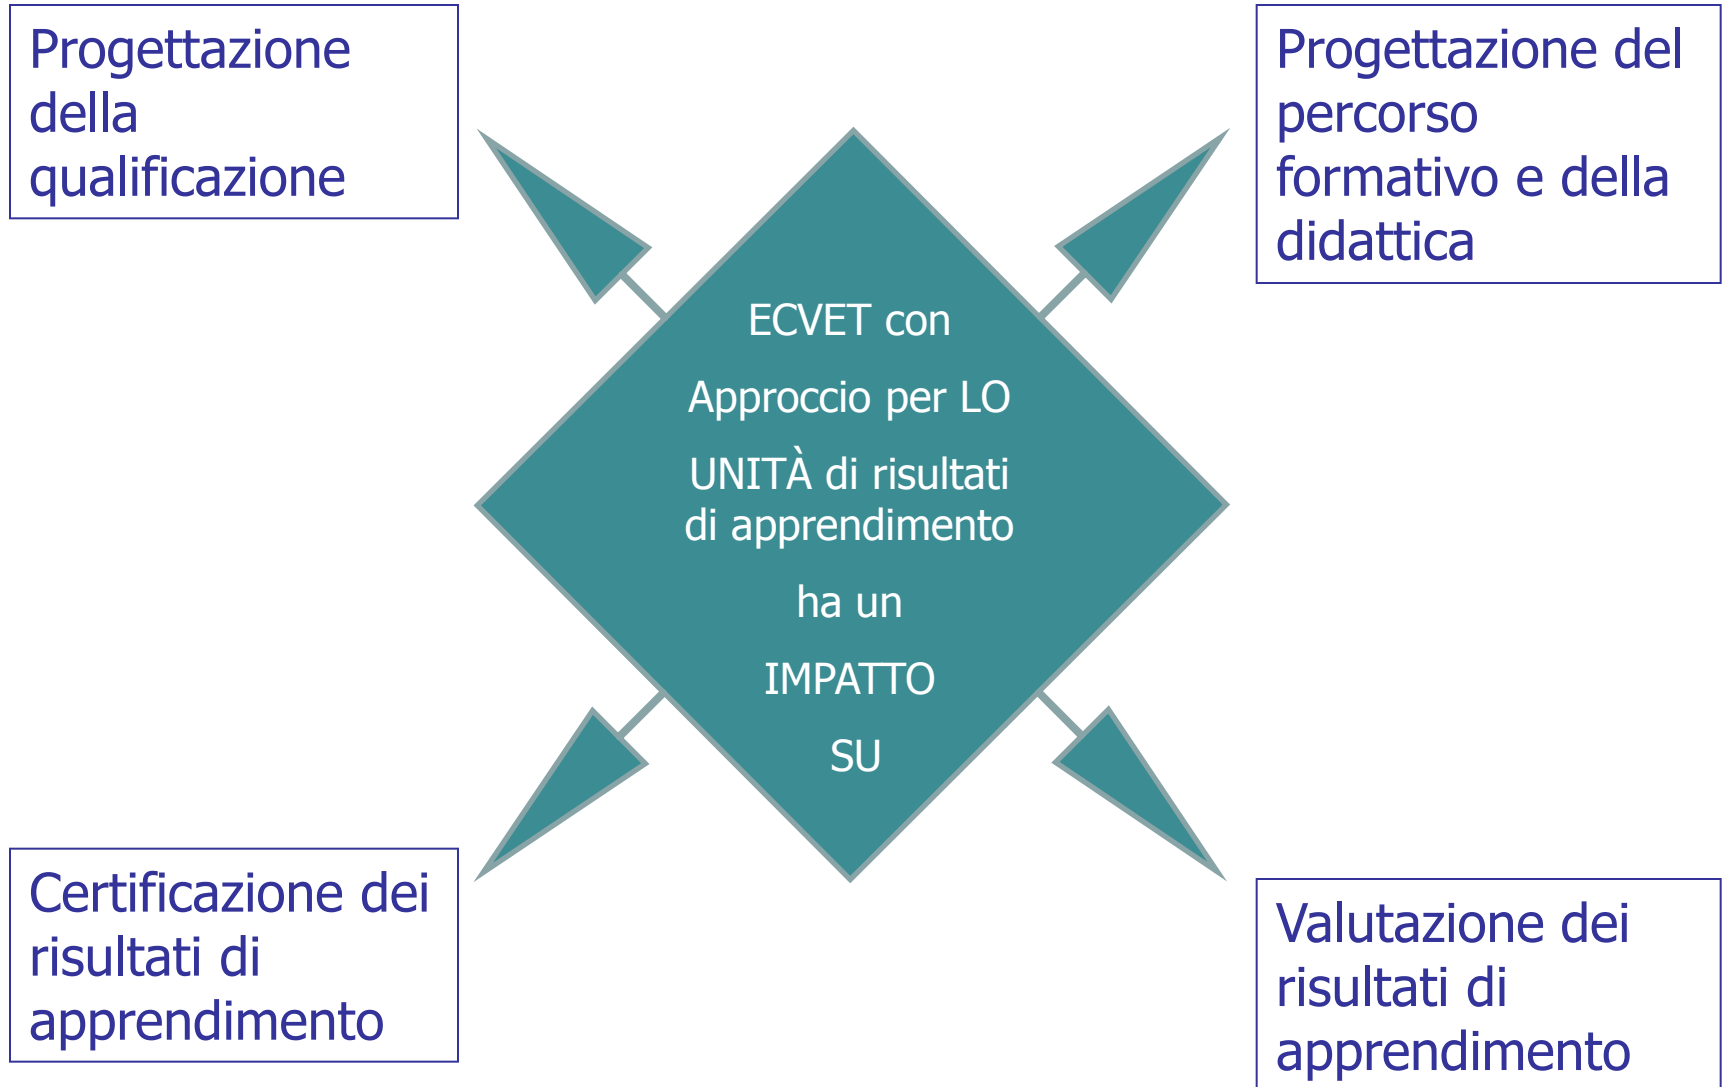 Progettazione
della
qualificazione
Progettazione del
percorso
formativo e della
didattica
ECVET con
Approccio per LO
UNITÀ di risultati
di apprendimento
ha un
IMPATTO
SU
Certificazione dei
risultati di
apprendimento
Valutazione dei
risultati di
apprendimento